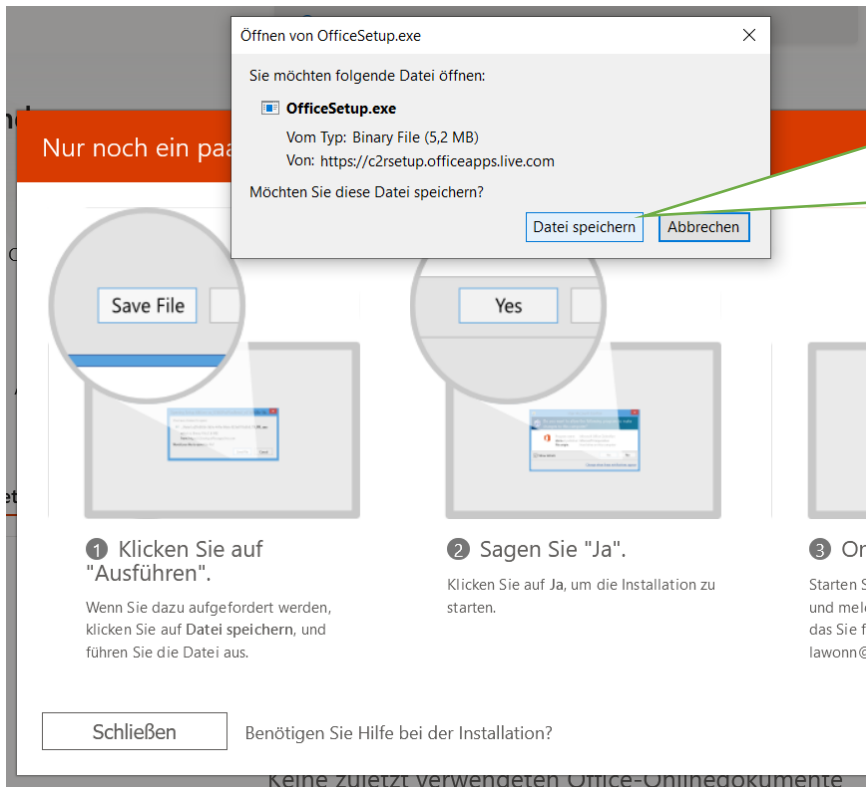 Öffnen von OfficeSetup.exe
Sie möchten folgende Datei öffnen:
OfficeSetup.exe
Vom Typ: Binary File (5,2 MB)
Von: https://c2rsetup.officeapps.live.com
Möchten Sie diese Datei speichern?
Datei speichern
Abbrechen
Nur noch ein paa
Save File
Yes
1 Klicken Sie auf
"Ausführen".
Wenn Sie dazu aufgefordert werden,
klicken Sie auf Datei speichern, und
führen Sie die Datei aus.
2 Sagen Sie "Ja".
Klicken Sie auf Ja, um die Installation zu
starten.
3 Or
Starten S
und mel
das Sie f
lawonn@
Schließen
Benötigen Sie Hilfe bei der Installation?
Keine zuletzt verwendeten Office-Onlinedokumente